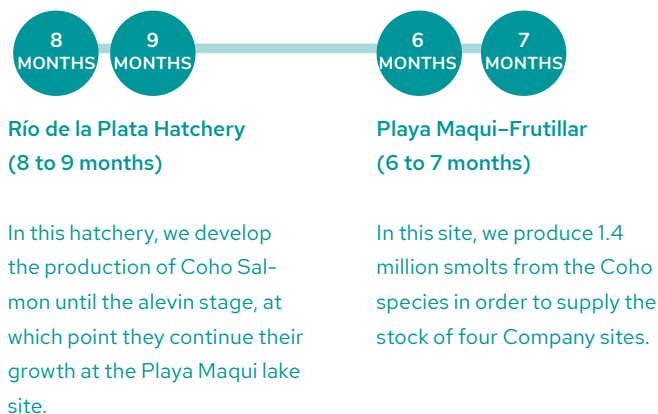 8
MONTHS
9
MONTHS
6
MONTHS
7
MONTHS
Río de la Plata Hatchery
(8 to 9 months)
In this hatchery, we develop
the production of Coho Sal-
mon until the alevin stage, at
which point they continue their
growth at the Playa Maqui lake
site.
Playa Maqui–Frutillar
(6 to 7 months)
In this site, we produce 1.4
million smolts from the Coho
species in order to supply the
stock of four Company sites.